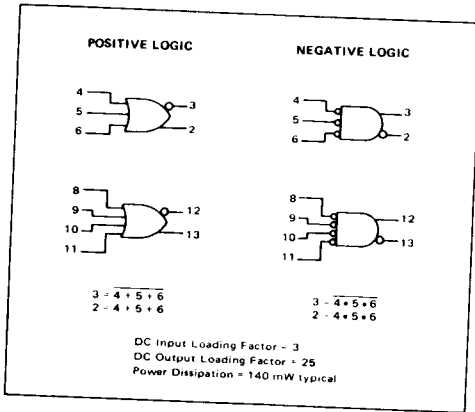 POSITIVE LOGIC
NEGATIVE LOGIC
4
5
6
3
2
4
5
6
3
2
8
9
10
11
12
13
8
9
10
11
12
13
3 = 4 + 5 + 6
2 = 4 + 5 + 6
3 = 4 • 5 • 6
2 = 4 • 5 • 6
DC Input Loading Factor = 3
DC Output Loading Factor = 25
Power Dissipation = 140 mW typical